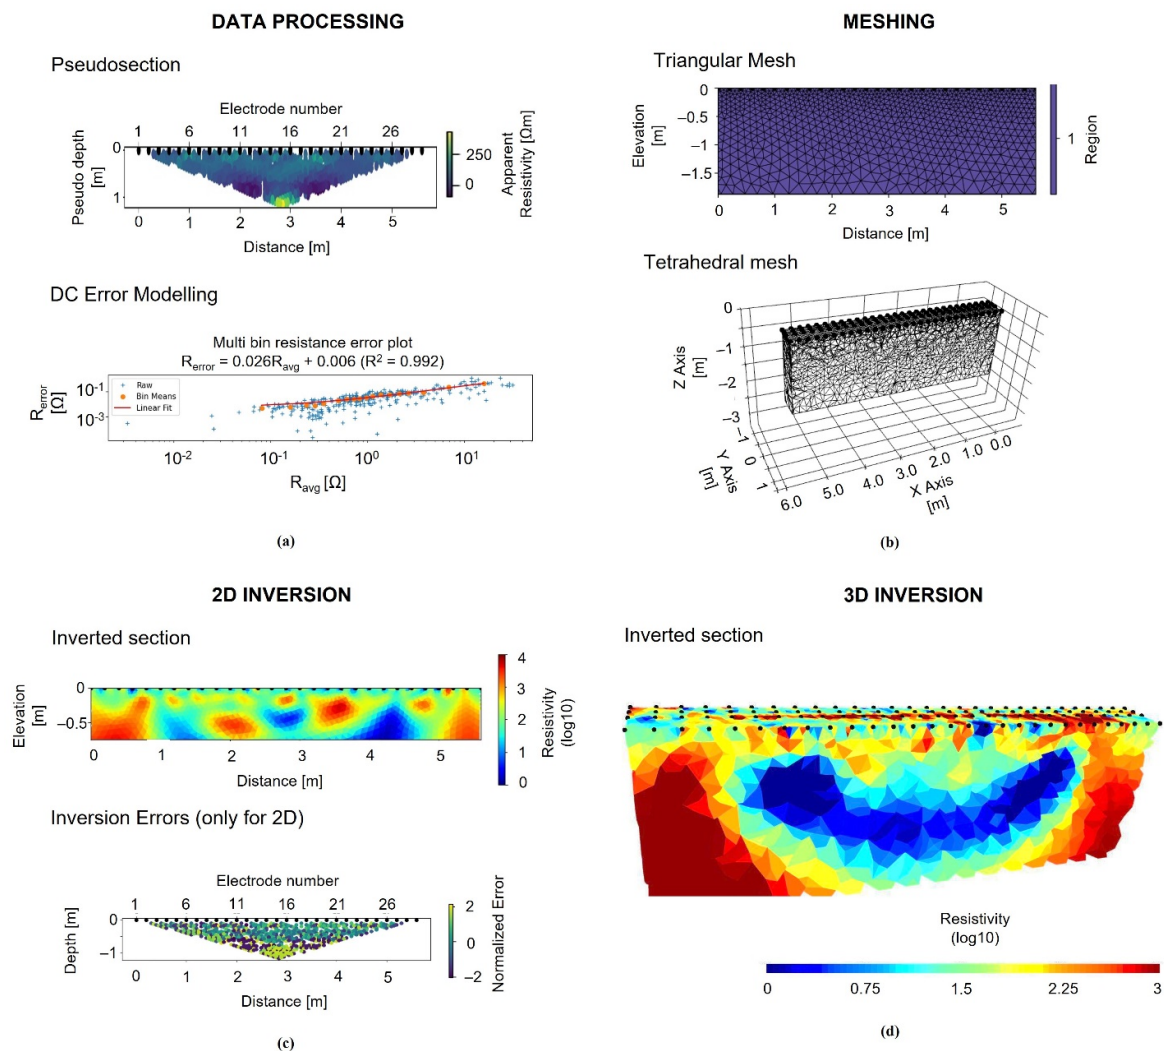 DATA PROCESSING
Pseudosection
Electrode number
1 6 11 16 21 26
Pseudo depth
[m]
0
1
0 1 2 3 4 5
Distance [m]
250
0
Apparent
Resistivity [Ωm]
DC Error Modelling
Multi bin resistance error plot
R_error = 0.026R_avg + 0.006 (R² = 0.992)
Raw
Bin Means
Linear Fit
R_error
[Ω]
10⁻¹
10⁻³
10⁻² 10⁻¹ 10⁰ 10¹
R_avg [Ω]
(a)
MESHING
Triangular Mesh
Elevation
[m]
0
−0.5
−1
−1.5
0 1 2 3 4 5
Distance [m]
1
Region
Tetrahedral mesh
Z Axis
[m]
0
−1
−2
−3
−1
0
1
Y Axis
[m]
6.0 5.0 4.0 3.0 2.0 1.0 0.0
X Axis
[m]
(b)
2D INVERSION
Inverted section
Elevation
[m]
0
−0.5
0 1 2 3 4 5
Distance [m]
4
3
2
1
0
Resistivity
(log10)
Inversion Errors (only for 2D)
Electrode number
1 6 11 16 21 26
Depth [m]
0
−1
0 1 2 3 4 5
Distance [m]
2
0
−2
Normalized Error
(c)
3D INVERSION
Inverted section
Resistivity
(log10)
0 0.75 1.5 2.25 3
(d)